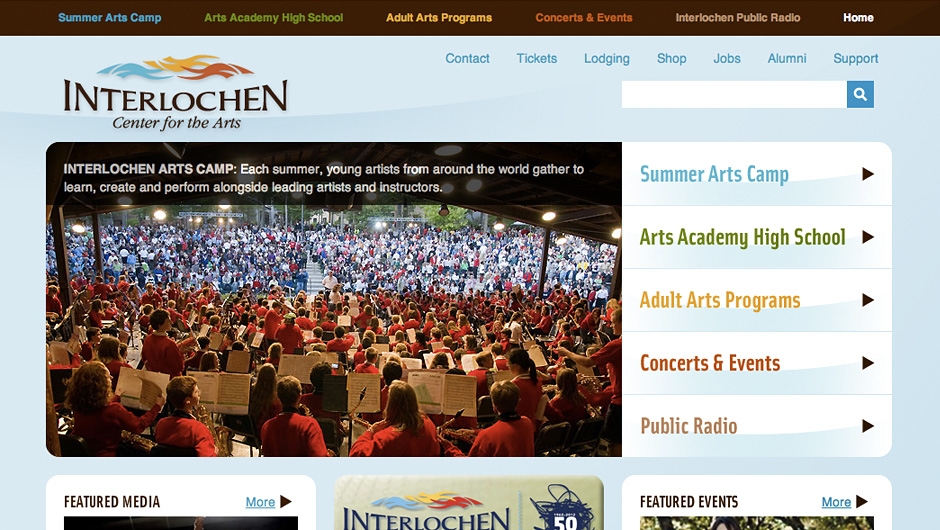 Summer Arts Camp Arts Academy High School Adult Arts Programs Concerts & Events Interlochen Public Radio Home
Contact Tickets Lodging Shop Jobs Alumni Support
INTERLOCHEN
Center for the Arts
INTERLOCHEN ARTS CAMP: Each summer, young artists from around the world gather to
learn, create and perform alongside leading artists and instructors.
Summer Arts Camp
Arts Academy High School
Adult Arts Programs
Concerts & Events
Public Radio
FEATURED MEDIA More
INTERLOCHEN
50
FEATURED EVENTS More